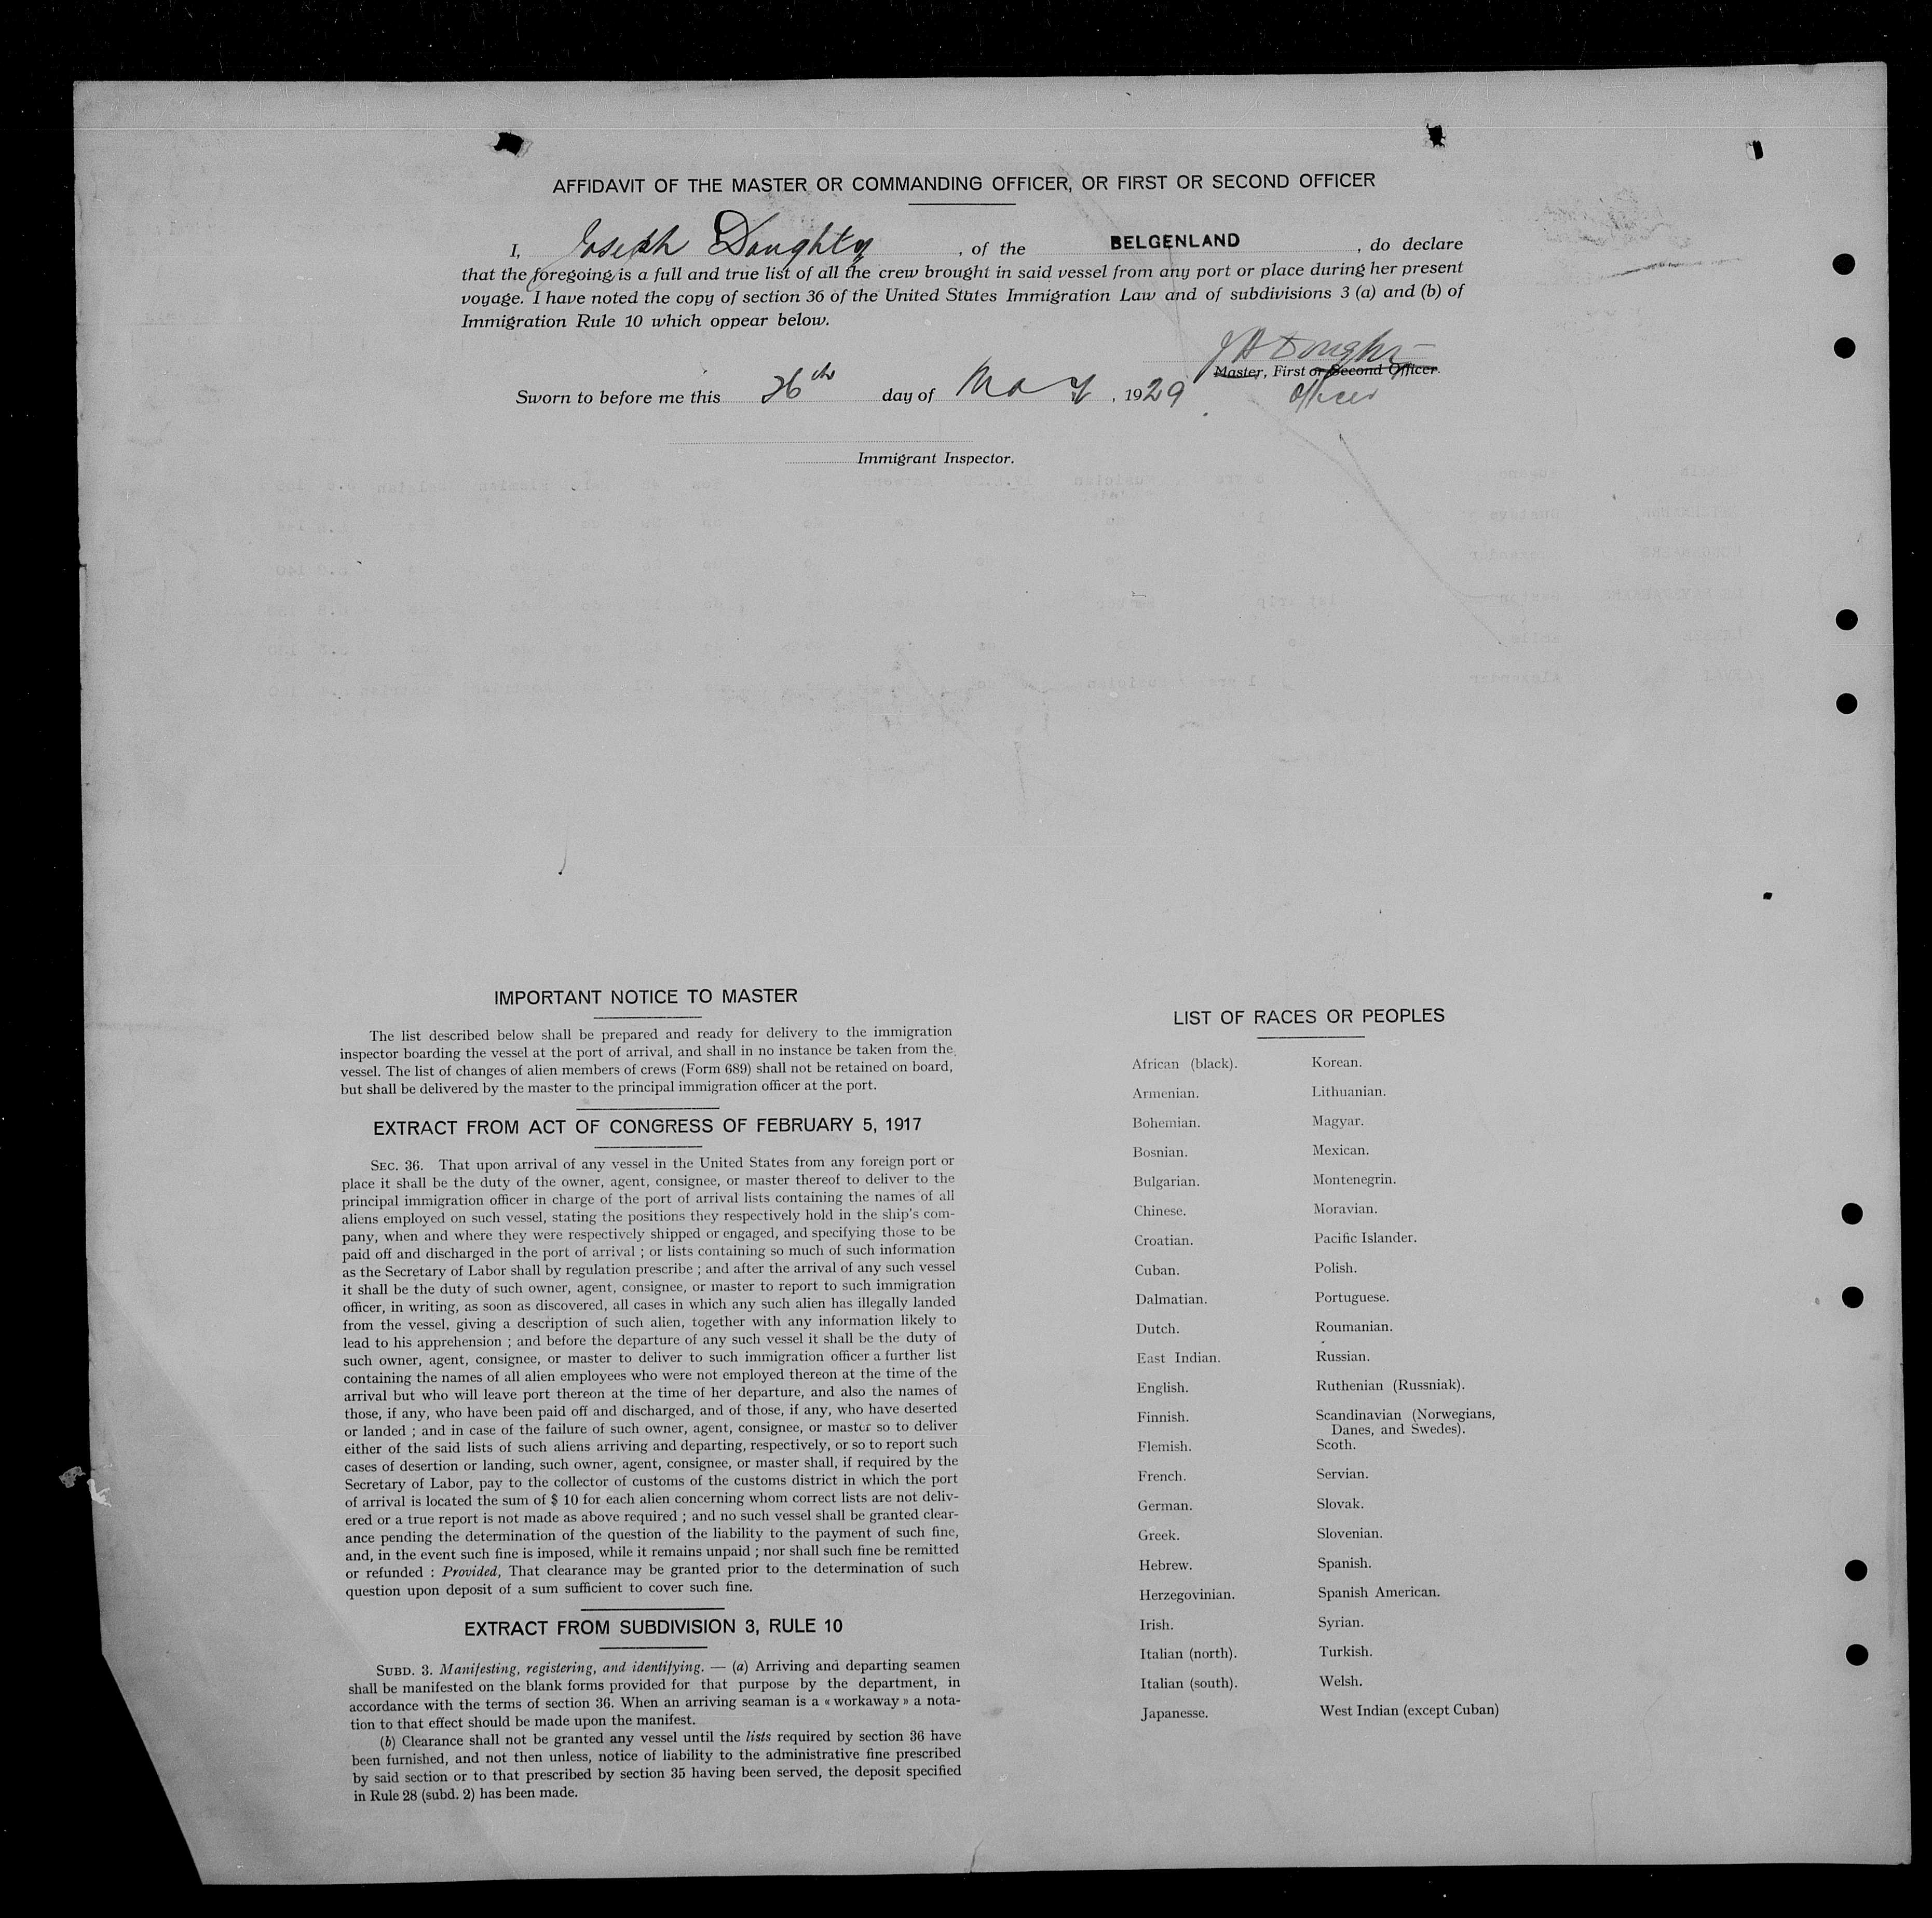 AFFIDAVIT OF THE MASTER OR COMMANDING OFFICER, OR FIRST OR SECOND OFFICER
I, Joseph Doughty, of the BELGENLAND, do declare
that the foregoing is a full and true list of all the crew brought in said vessel from any port or place during her present
voyage. I have noted the copy of section 36 of the United States Immigration Law and of subdivisions 3 (a) and (b) of
Immigration Rule 10 which oppear below.
J A Doughty
Master, First or Second Officer.
Officer
Sworn to before me this 26th day of May, 1929
Immigrant Inspector.
IMPORTANT NOTICE TO MASTER
The list described below shall be prepared and ready for delivery to the immigration
inspector boarding the vessel at the port of arrival, and shall in no instance be taken from the
vessel. The list of changes of alien members of crews (Form 689) shall not be retained on board,
but shall be delivered by the master to the principal immigration officer at the port.
EXTRACT FROM ACT OF CONGRESS OF FEBRUARY 5, 1917
SEC. 36. That upon arrival of any vessel in the United States from any foreign port or
place it shall be the duty of the owner, agent, consignee, or master thereof to deliver to the
principal immigration officer in charge of the port of arrival lists containing the names of all
aliens employed on such vessel, stating the positions they respectively hold in the ship's com-
pany, when and where they were respectively shipped or engaged, and specifying those to be
paid off and discharged in the port of arrival ; or lists containing so much of such information
as the Secretary of Labor shall by regulation prescribe ; and after the arrival of any such vessel
it shall be the duty of such owner, agent, consignee, or master to report to such immigration
officer, in writing, as soon as discovered, all cases in which any such alien has illegally landed
from the vessel, giving a description of such alien, together with any information likely to
lead to his apprehension ; and before the departure of any such vessel it shall be the duty of
such owner, agent, consignee, or master to deliver to such immigration officer a further list
containing the names of all alien employees who were not employed thereon at the time of the
arrival but who will leave port thereon at the time of her departure, and also the names of
those, if any, who have been paid off and discharged, and of those, if any, who have deserted
or landed ; and in case of the failure of such owner, agent, consignee, or master so to deliver
either of the said lists of such aliens arriving and departing, respectively, or so to report such
cases of desertion or landing, such owner, agent, consignee, or master shall, if required by the
Secretary of Labor, pay to the collector of customs of the customs district in which the port
of arrival is located the sum of $ 10 for each alien concerning whom correct lists are not deliv-
ered or a true report is not made as above required ; and no such vessel shall be granted clear-
ance pending the determination of the question of the liability to the payment of such fine,
and, in the event such fine is imposed, while it remains unpaid ; nor shall such fine be remitted
or refunded : Provided, That clearance may be granted prior to the determination of such
question upon deposit of a sum sufficient to cover such fine.
EXTRACT FROM SUBDIVISION 3, RULE 10
SUBD. 3. Manifesting, registering, and identifying. — (a) Arriving and departing seamen
shall be manifested on the blank forms provided for that purpose by the department, in
accordance with the terms of section 36. When an arriving seaman is a « workaway » a nota-
tion to that effect should be made upon the manifest.
(b) Clearance shall not be granted any vessel until the lists required by section 36 have
been furnished, and not then unless, notice of liability to the administrative fine prescribed
by said section or to that prescribed by section 35 having been served, the deposit specified
in Rule 28 (subd. 2) has been made.
LIST OF RACES OR PEOPLES
African (black).
Armenian.
Bohemian.
Bosnian.
Bulgarian.
Chinese.
Croatian.
Cuban.
Dalmatian.
Dutch.
East Indian.
English.
Finnish.
Flemish.
French.
German.
Greek.
Hebrew.
Herzegovinian.
Irish.
Italian (north).
Italian (south).
Japanesse.
Korean.
Lithuanian.
Magyar.
Mexican.
Montenegrin.
Moravian.
Pacific Islander.
Polish.
Portuguese.
Roumanian.
Russian.
Ruthenian (Russniak).
Scandinavian (Norwegians,
Danes, and Swedes).
Scoth.
Servian.
Slovak.
Slovenian.
Spanish.
Spanish American.
Syrian.
Turkish.
Welsh.
West Indian (except Cuban)